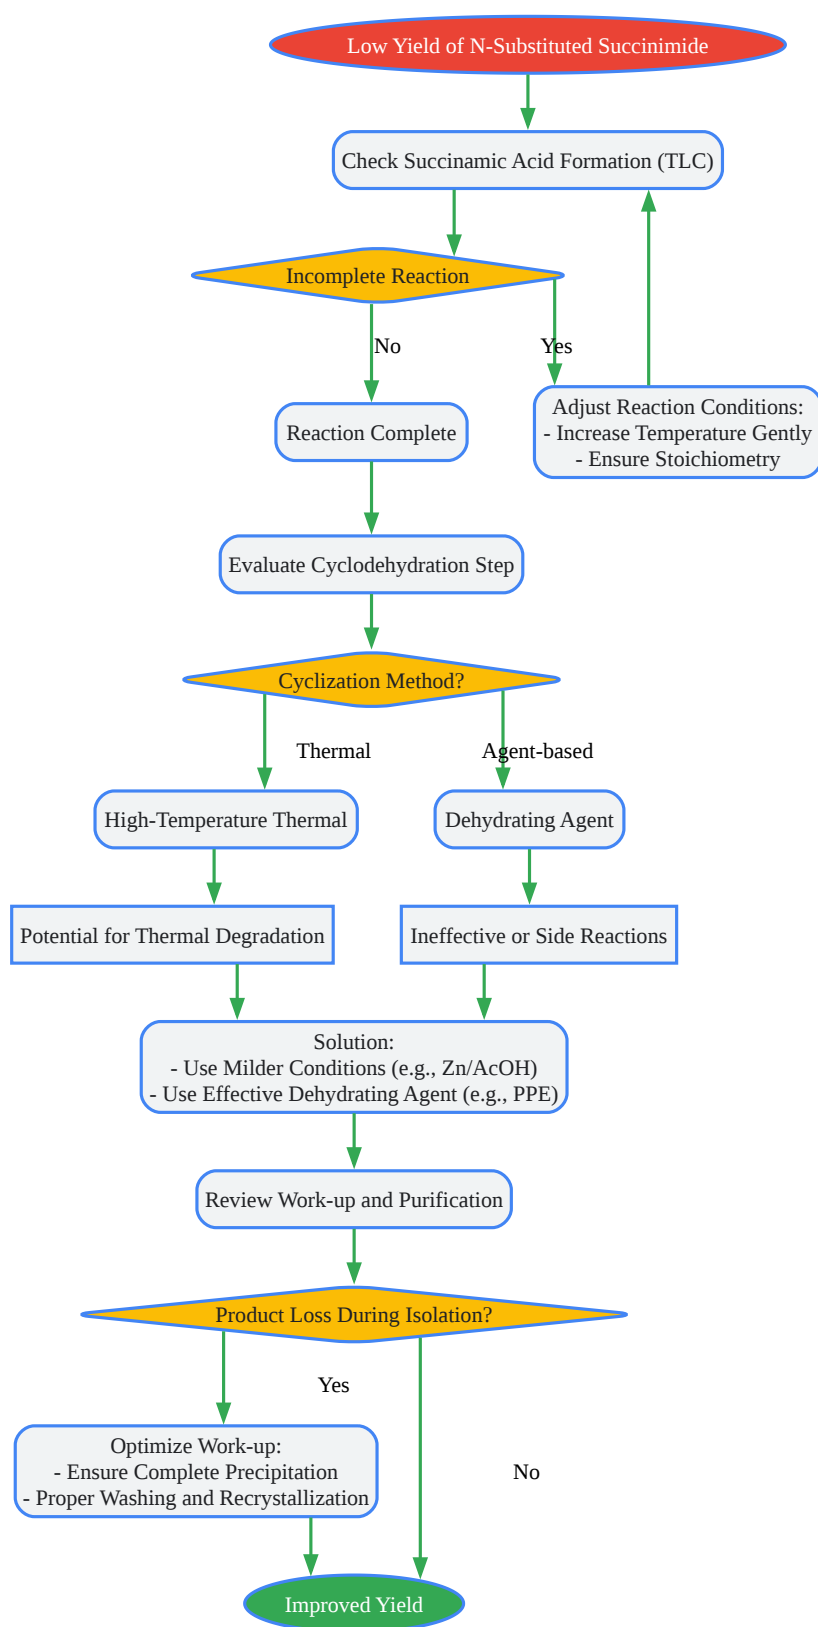 Low Yield of N-Substituted Succinimide
Check Succinamic Acid Formation (TLC)
Incomplete Reaction
No
Yes
Adjust Reaction Conditions:
- Increase Temperature Gently
- Ensure Stoichiometry
Reaction Complete
Evaluate Cyclodehydration Step
Cyclization Method?
Thermal
Agent-based
High-Temperature Thermal
Dehydrating Agent
Potential for Thermal Degradation
Ineffective or Side Reactions
Solution:
- Use Milder Conditions (e.g., Zn/AcOH)
- Use Effective Dehydrating Agent (e.g., PPE)
Review Work-up and Purification
Product Loss During Isolation?
Yes
No
Optimize Work-up:
- Ensure Complete Precipitation
- Proper Washing and Recrystallization
Improved Yield